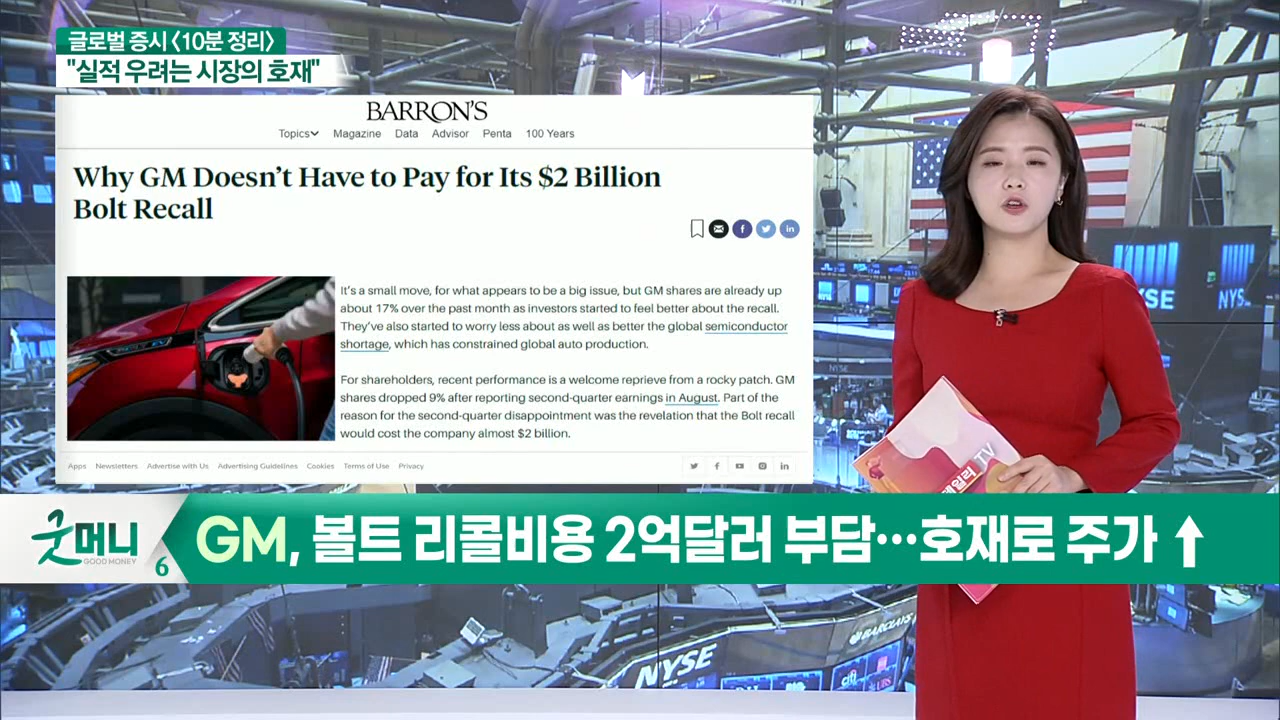 글로벌 증시 <10분 정리>
"실적 우려는 시장의 호재"
BARRON'S
Topics Magazine Data Advisor Penta 100 Years
Why GM Doesn't Have to Pay for Its $2 Billion
Bolt Recall
It's a small move, for what appears to be a big issue, but GM shares are already up
about 17% over the past month as investors started to feel better about the recall.
They've also started to worry less about as well as better the global semiconductor
shortage, which has constrained global auto production.
For shareholders, recent performance is a welcome reprieve from a rocky patch. GM
shares dropped 9% after reporting second-quarter earnings in August. Part of the
reason for the second-quarter disappointment was the revelation that the Bolt recall
would cost the company almost $2 billion.
Apps Newsletters Advertise with Us Advertising Guidelines Cookies Terms of Use Privacy
NYSE
NYS
TV
굿머니
GOOD MONEY
6
GM, 볼트 리콜비용 2억달러 부담…호재로 주가 ↑
BARCLAYS
NYSE
citi
UBS